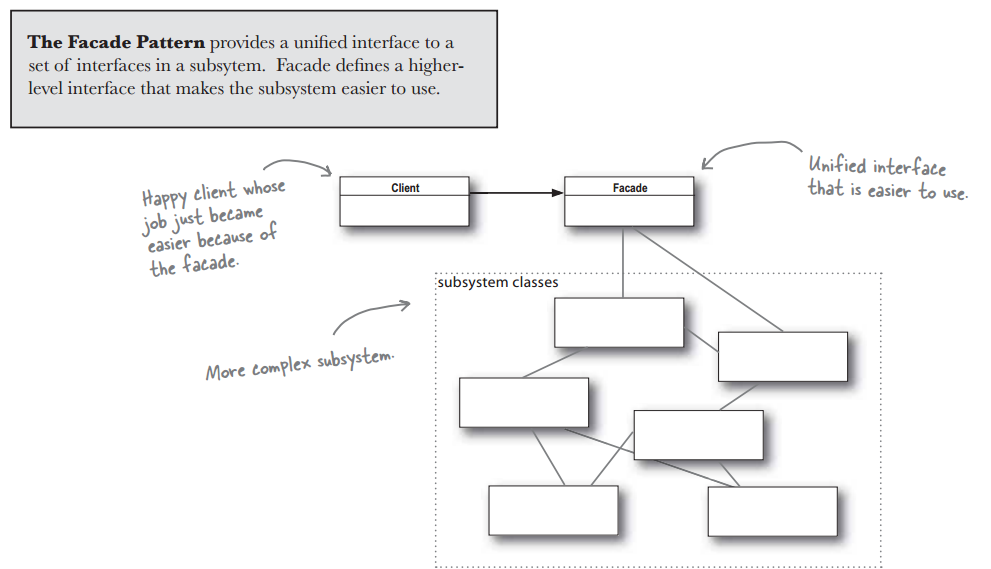 The Facade Pattern provides a unified interface to a
set of interfaces in a subsytem. Facade defines a higher-
level interface that makes the subsystem easier to use.
Happy client whose
job just became
easier because of
the facade.
Client
Facade
Unified interface
that is easier to use.
subsystem classes
More complex subsystem.